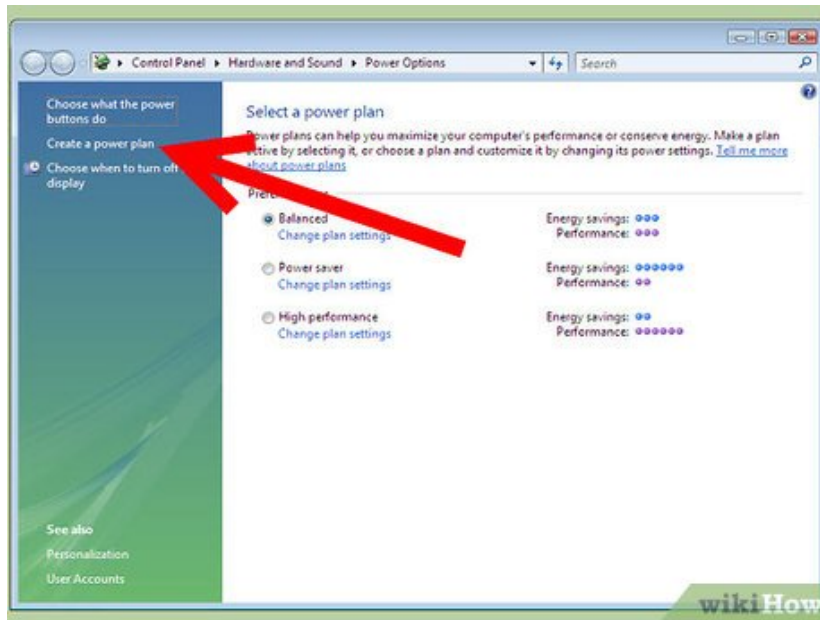 Control Panel ▸ Hardware and Sound ▸ Power Options
Search
Choose what the power
buttons do
Create a power plan
Choose when to turn off
display
Select a power plan
Power plans can help you maximize your computer's performance or conserve energy. Make a plan
active by selecting it, or choose a plan and customize it by changing its power settings. Tell me more
about power plans
Balanced
Energy savings:
Change plan settings
Performance:
Power saver
Energy savings:
Change plan settings
Performance:
High performance
Energy savings:
Change plan settings
Performance:
See also
Personalization
User Accounts
wikiHow